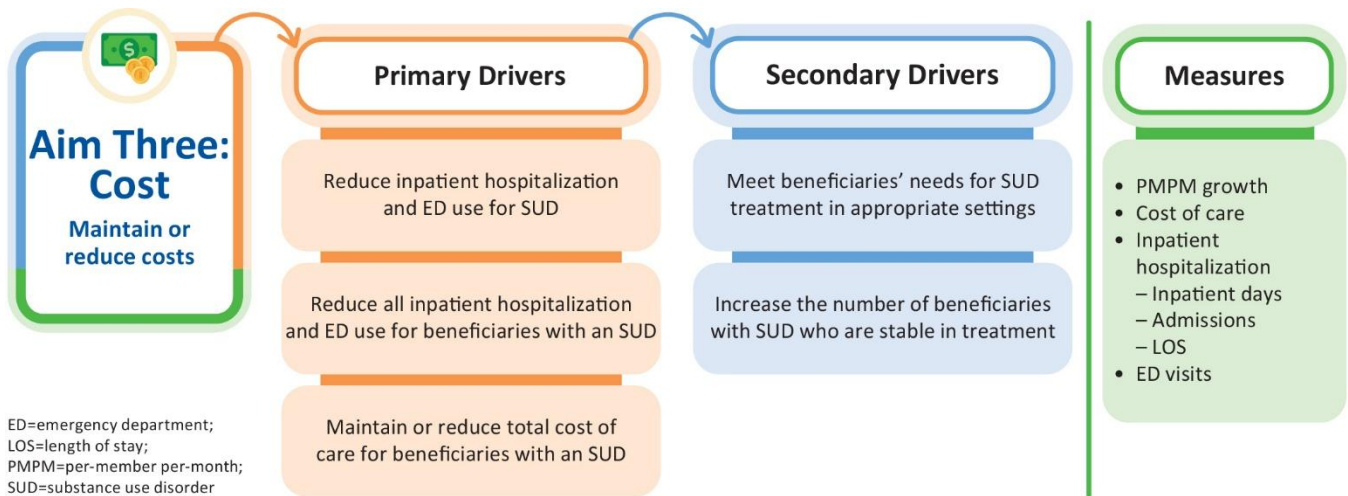 Aim Three:
Cost
Maintain or
reduce costs
Primary Drivers
Reduce inpatient hospitalization
and ED use for SUD
Reduce all inpatient hospitalization
and ED use for beneficiaries with an SUD
Maintain or reduce total cost of
care for beneficiaries with an SUD
Secondary Drivers
Meet beneficiaries’ needs for SUD
treatment in appropriate settings
Increase the number of beneficiaries
with SUD who are stable in treatment
Measures
• PMPM growth
• Cost of care
• Inpatient
hospitalization
– Inpatient days
– Admissions
– LOS
• ED visits
ED=emergency department;
LOS=length of stay;
PMPM=per-member per-month;
SUD=substance use disorder
$